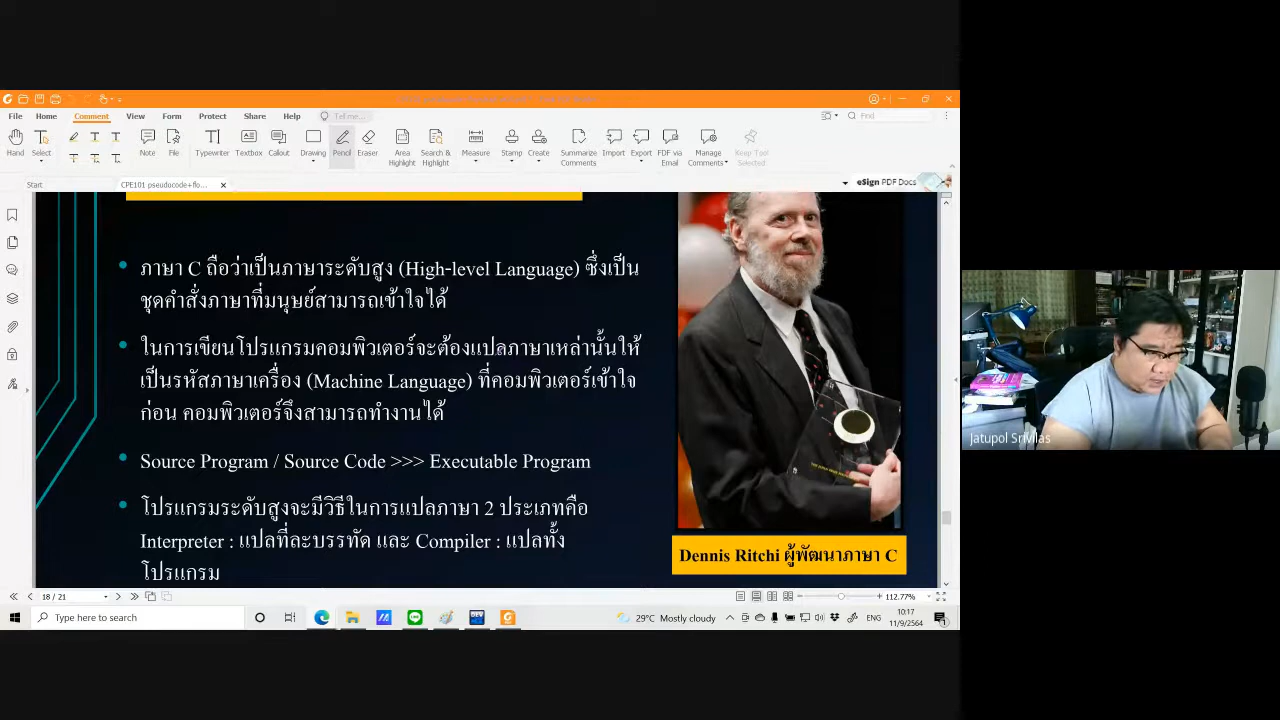 File Home Comment View Form Protect Share Help Tell me... Find
Hand Select Note File Typewriter Textbox Callout Drawing Pencil Eraser Area Highlight Search & Highlight Measure Stamp Create Summarize Comments Import Export FDF via Email Manage Comments Keep Tool Selected
Start CPE101 pseudocode+flo... eSign PDF Docs
ภาษา C ถือว่าเป็นภาษาระดับสูง (High-level Language) ซึ่งเป็น
ชุดคำสั่งภาษาที่มนุษย์สามารถเข้าใจได้
ในการเขียนโปรแกรมคอมพิวเตอร์จะต้องแปลภาษาเหล่านั้นให้
เป็นรหัสภาษาเครื่อง (Machine Language) ที่คอมพิวเตอร์เข้าใจ
ก่อน คอมพิวเตอร์จึงสามารถทำงานได้
Source Program / Source Code >>> Executable Program
โปรแกรมระดับสูงจะมีวิธีในการแปลภาษา 2 ประเภทคือ
Interpreter : แปลที่ละบรรทัด และ Compiler : แปลทั้ง
โปรแกรม
Dennis Ritchi ผู้พัฒนาภาษา C
Jatupol Srivilas
18 / 21 112.77%
Type here to search 29°C Mostly cloudy ENG 10:17
11/9/2564